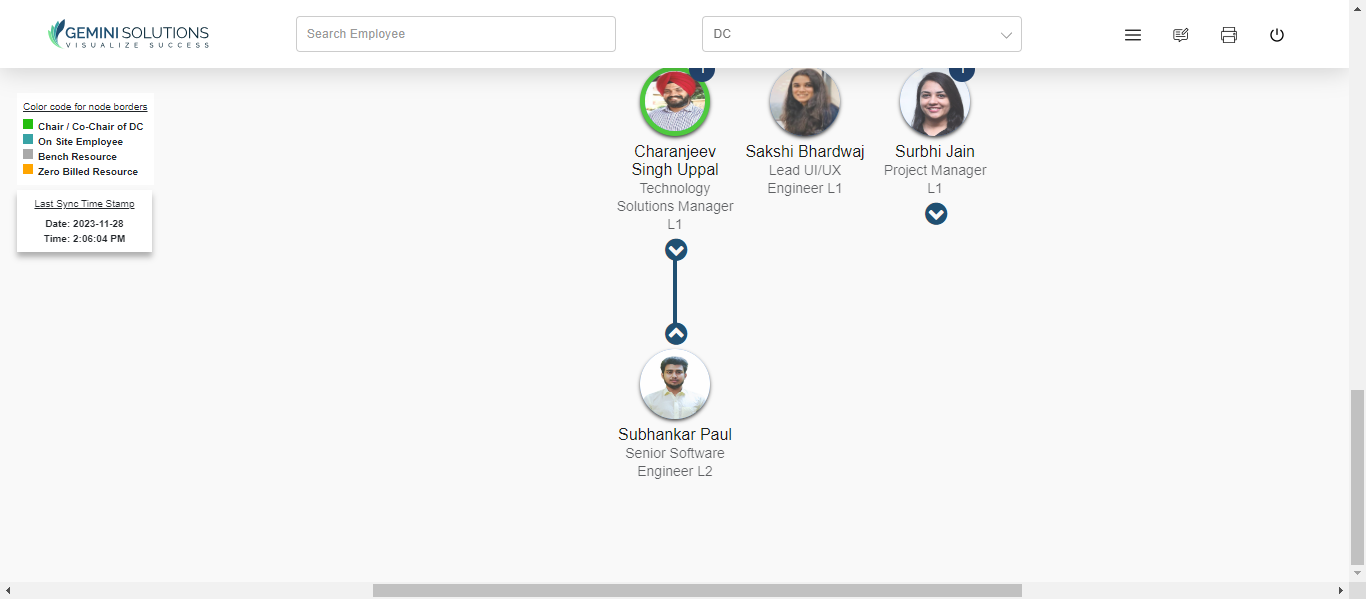 GEMINI SOLUTIONS
VISUALIZE SUCCESS
Search Employee
DC
Color code for node borders
Chair / Co-Chair of DC
On Site Employee
Bench Resource
Zero Billed Resource
Last Sync Time Stamp
Date: 2023-11-28
Time: 2:06:04 PM
Charanjeev
Singh Uppal
Technology
Solutions Manager
L1
Sakshi Bhardwaj
Lead UI/UX
Engineer L1
Surbhi Jain
Project Manager
L1
Subhankar Paul
Senior Software
Engineer L2